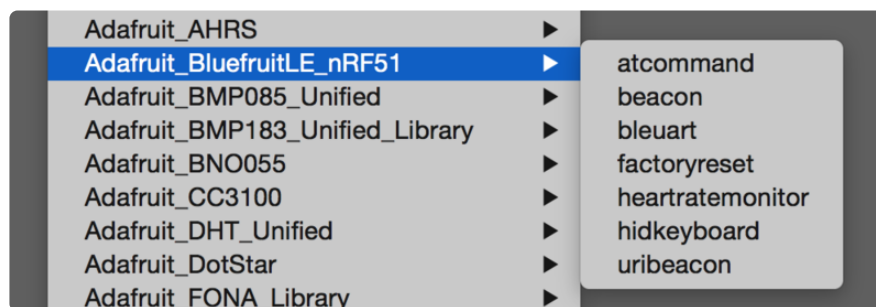 Adafruit_AHRS
Adafruit_BluefruitLE_nRF51
Adafruit_BMP085_Unified
Adafruit_BMP183_Unified_Library
Adafruit_BNO055
Adafruit_CC3100
Adafruit_DHT_Unified
Adafruit_DotStar
Adafruit_FONA_Library
atcommand
beacon
bleuart
factoryreset
heartratemonitor
hidkeyboard
uribeacon